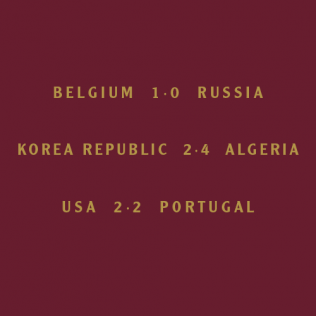 BELGIUM 1·0 RUSSIA
KOREA REPUBLIC 2·4 ALGERIA
USA 2·2 PORTUGAL